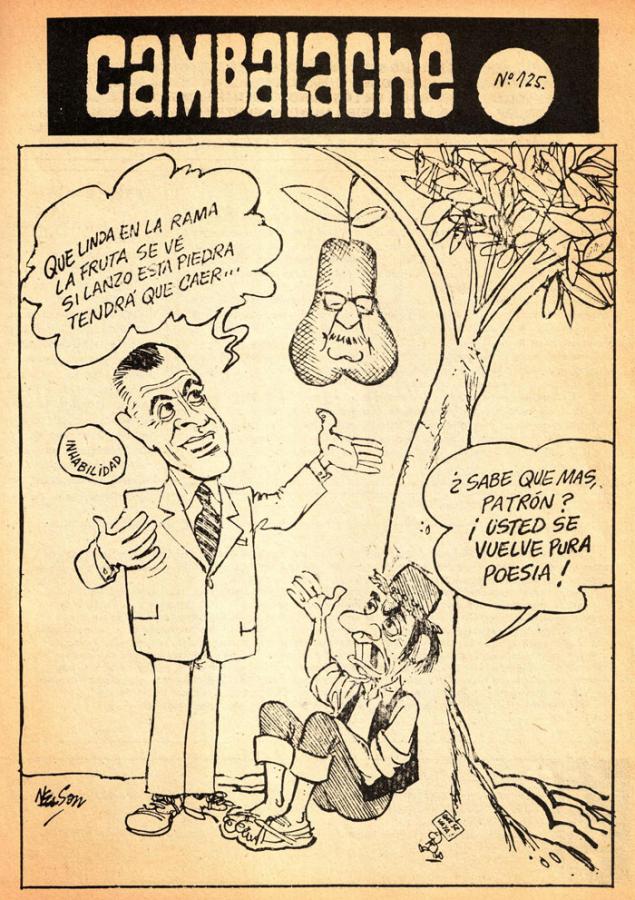 CAMBALACHE
Nº 125.
QUE LINDA EN LA RAMA
LA FRUTA SE VÉ
SI LANZO ESTA PIEDRA
TENDRÁ QUE CAER...
INHABILIDAD
¿SABE QUE MAS,
PATRÓN?
¡USTED SE
VUELVE PURA
POESIA!
NELSON